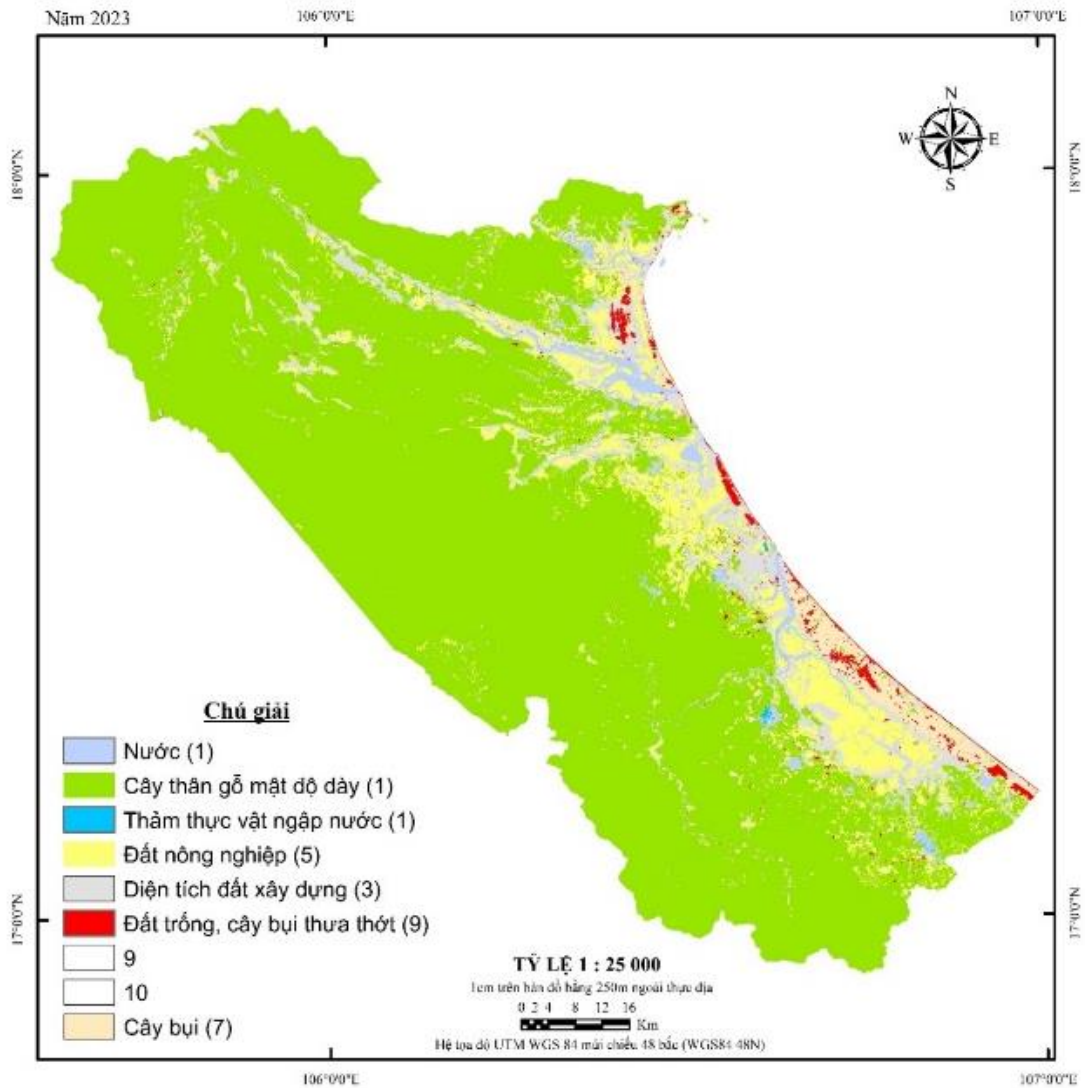 Năm 2023
106°0'0"E
107°0'0"E
N
W
E
S
18°0'0"N
18°0'0"N
Chú giải
Nước (1)
Cây thân gỗ mật độ dày (1)
Thảm thực vật ngập nước (1)
Đất nông nghiệp (5)
Diện tích đất xây dựng (3)
Đất trống, cây bụi thưa thớt (9)
9
10
Cây bụi (7)
17°0'0"N
17°0'0"N
TỶ LỆ 1 : 25 000
1cm trên bản đồ bằng 250m ngoài thực địa
0 2 4 8 12 16
Km
Hệ tọa độ UTM WGS 84 múi chiếu 48 bắc (WGS84 48N)
106°0'0"E
107°0'0"E